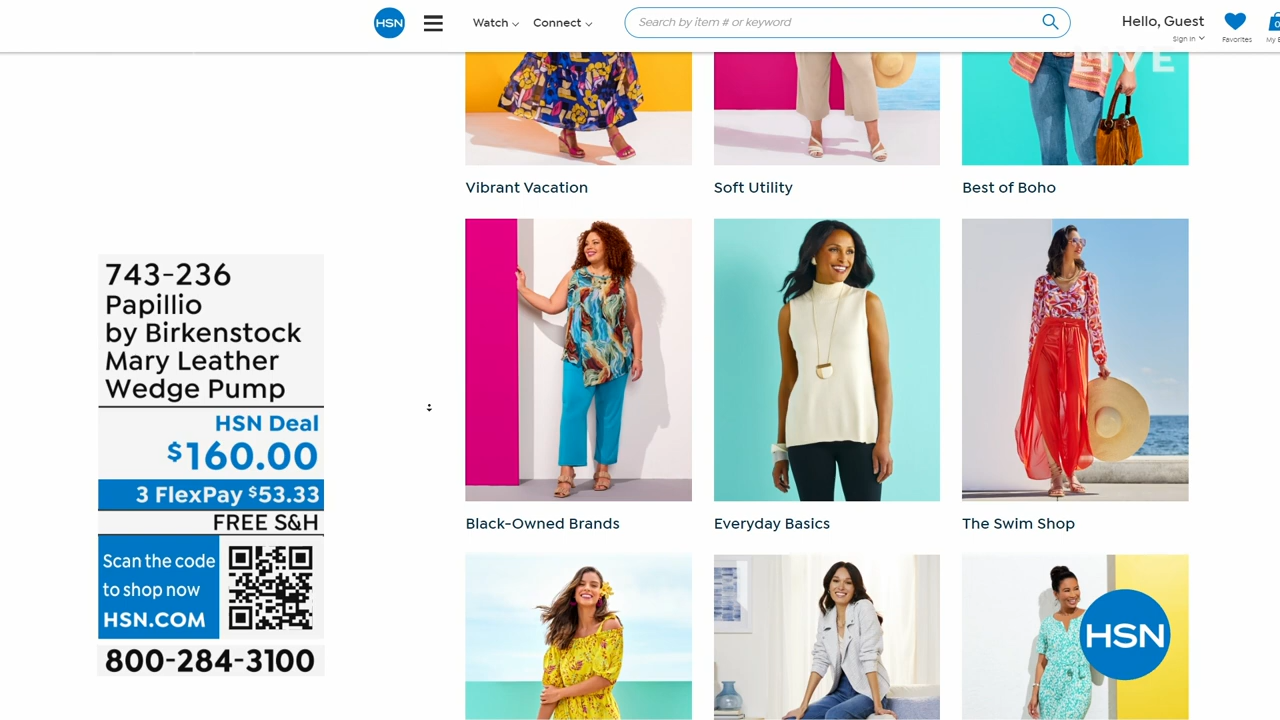 HSN
Watch
Connect
Search by item # or keyword
Hello, Guest
Sign In
Favorites
LIVE
Vibrant Vacation
Soft Utility
Best of Boho
743-236
Papillio
by Birkenstock
Mary Leather
Wedge Pump
HSN Deal
$160.00
3 FlexPay $53.33
FREE S&H
Scan the code
to shop now
HSN.COM
800-284-3100
Black-Owned Brands
Everyday Basics
The Swim Shop
HSN